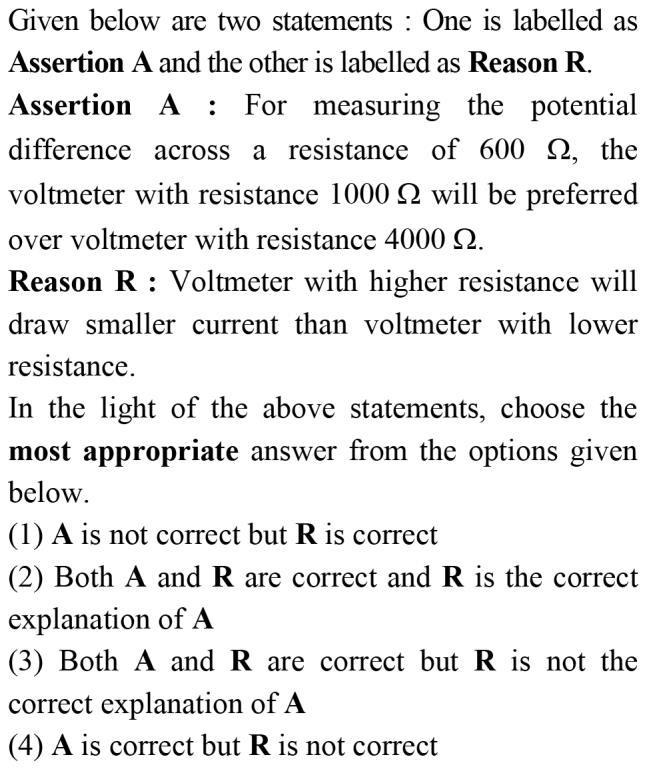 Given below are two statements : One is labelled as
Assertion A and the other is labelled as Reason R.
Assertion A : For measuring the potential
difference across a resistance of 600 Ω, the
voltmeter with resistance 1000 Ω will be preferred
over voltmeter with resistance 4000 Ω.
Reason R : Voltmeter with higher resistance will
draw smaller current than voltmeter with lower
resistance.
In the light of the above statements, choose the
most appropriate answer from the options given
below.
(1) A is not correct but R is correct
(2) Both A and R are correct and R is the correct
explanation of A
(3) Both A and R are correct but R is not the
correct explanation of A
(4) A is correct but R is not correct